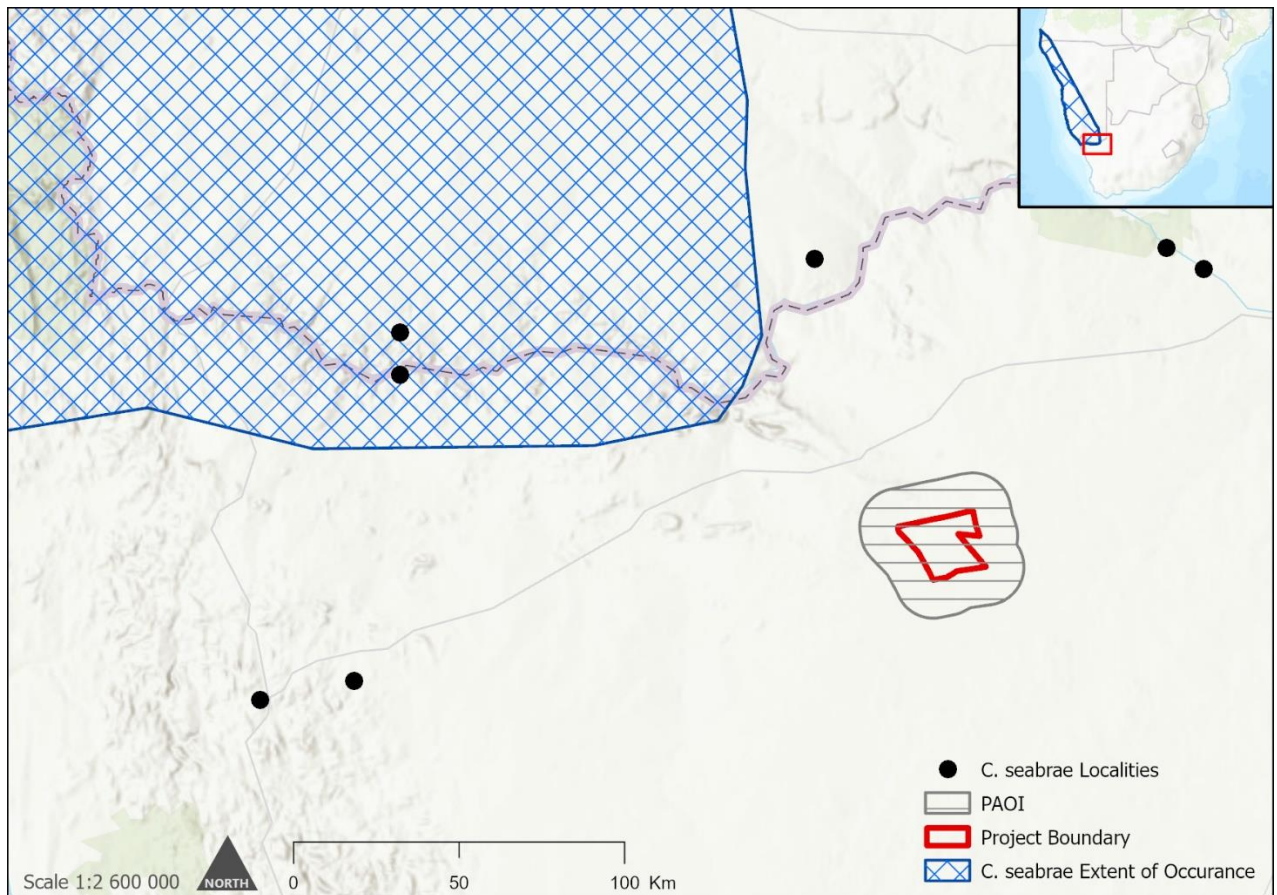 C. seabrae Localities
PAOI
Project Boundary
C. seabrae Extent of Occurance
Scale 1:2 600 000
NORTH
0 50 100 Km